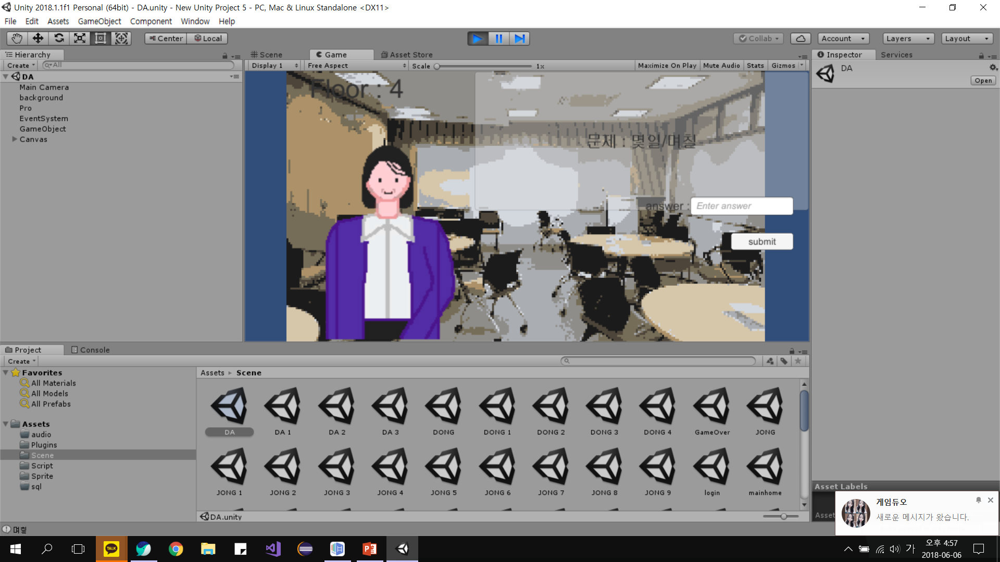 Unity 2018.1.1f1 Personal (64bit) - DA.unity - New Unity Project 5 - PC, Mac & Linux Standalone <DX11>
File Edit Assets GameObject Component Window Help
Center Local Collab Account Layers Layout
Hierarchy
Create All
DA
Main Camera
background
Pro
EventSystem
GameObject
Canvas
Scene Game Asset Store
Display 1 Free Aspect Scale 1x Maximize On Play Mute Audio Stats Gizmos
Floor : 4
문제 : 몇일/며칠
answer : Enter answer
submit
Inspector Services
DA
Open
Project Console
Create
Favorites
All Materials
All Models
All Prefabs
Assets
audio
Plugins
Scene
Script
Sprite
sql
Assets Scene
DA DA 1 DA 2 DA 3 DONG DONG 1 DONG 2 DONG 3 DONG 4 GameOver JONG
JONG 1 JONG 2 JONG 3 JONG 4 JONG 5 JONG 6 JONG 7 JONG 8 JONG 9 login mainhome
DA.unity
Asset Labels
Asset
게임듀오
새로운 메시지가 왔습니다.
며칠
TALK
가
오후 4:57
2018-06-06